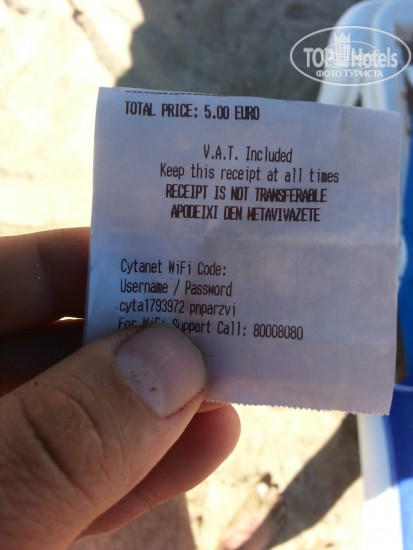 TOP Hotels
ФОТО ТУРИСТА
TOTAL PRICE: 5.00 EURO
V.A.T. Included
Keep this receipt at all times
RECEIPT IS NOT TRANSFERABLE
APODEIXI DEN METAVIVAZETE
Cytanet WiFi Code:
Username / Password
cyta1793972 pnparzvi
For WiFi Support Call: 80008080